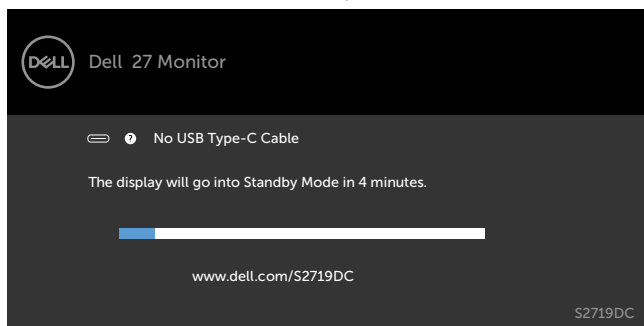 DELL
Dell 27 Monitor
? No USB Type-C Cable
The display will go into Standby Mode in 4 minutes.
www.dell.com/S2719DC
S2719DC